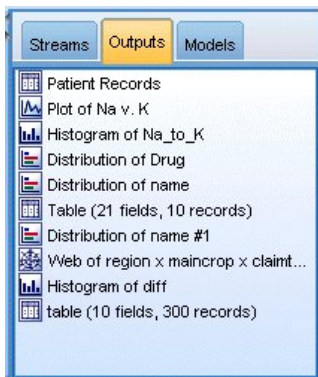 Streams Outputs Models
Patient Records
Plot of Na v. K
Histogram of Na_to_K
Distribution of Drug
Distribution of name
Table (21 fields, 10 records)
Distribution of name #1
Web of region x maincrop x claimt...
Histogram of diff
table (10 fields, 300 records)